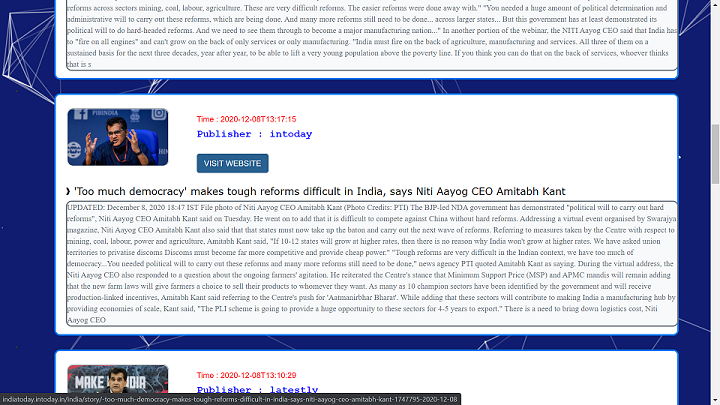 reforms across sectors mining, coal, labour, agriculture. These are very difficult reforms. The easier reforms were done away with." "You needed a huge amount of political determination and
administrative will to carry out these reforms, which are being done. And many more reforms still need to be done... across larger states... But this government has at least demonstrated its
political will to do hard-headed reforms. And we need to see them through to become a major manufacturing nation..." In another portion of the webinar, the NITI Aayog CEO said that India has
to "fire on all engines" and can't grow on the back of only services or only manufacturing. "India must fire on the back of agriculture, manufacturing and services. All three of them on a
sustained basis for the next three decades, year after year, to be able to lift a very young population above the poverty line. If you think you can do that on the back of services, whoever thinks
that is s
PIBINDIA
Time : 2020-12-08T13:17:15
Publisher : intoday
VISIT WEBSITE
'Too much democracy' makes tough reforms difficult in India, says Niti Aayog CEO Amitabh Kant
UPDATED: December 8, 2020 18:47 IST File photo of Niti Aayog CEO Amitabh Kant (Photo Credits: PTI) The BJP-led NDA government has demonstrated "political will to carry out hard
reforms", Niti Aayog CEO Amitabh Kant said on Tuesday. He went on to add that it is difficult to compete against China without hard reforms. Addressing a virtual event organised by Swarajya
magazine, Niti Aayog CEO Amitabh Kant also said that that states must now take up the baton and carry out the next wave of reforms. Referring to measures taken by the Centre with respect to
mining, coal, labour, power and agriculture, Amitabh Kant said, "If 10-12 states will grow at higher rates, then there is no reason why India won't grow at higher rates. We have asked union
territories to privatise discoms Discoms must become far more competitive and provide cheap power." "Tough reforms are very difficult in the Indian context, we have too much of
democracy...You needed political will to carry out these reforms and many more reforms still need to be done," news agency PTI quoted Amitabh Kant as saying. During the virtual address, the
Niti Aayog CEO also responded to a question about the ongoing farmers' agitation. He reiterated the Centre's stance that Minimum Support Price (MSP) and APMC mandis will remain adding
that the new farm laws will give farmers a choice to sell their products to whomever they want. As many as 10 champion sectors have been identified by the government and will receive
production-linked incentives, Amitabh Kant said referring to the Centre's push for 'Aatmanirbhar Bharat'. While adding that these sectors will contribute to making India a manufacturing hub by
providing economies of scale, Kant said, "The PLI scheme is going to provide a huge opportunity to these sectors for 4-5 years to export." There is a need to bring down logistics cost, Niti
Aayog CEO
MAKE INDIA
Time : 2020-12-08T13:10:29
Publisher : latestly
indiatoday.intoday.in/india/story/-too-much-democracy-makes-tough-reforms-difficult-in-india-says-niti-aayog-ceo-amitabh-kant-1747795-2020-12-08